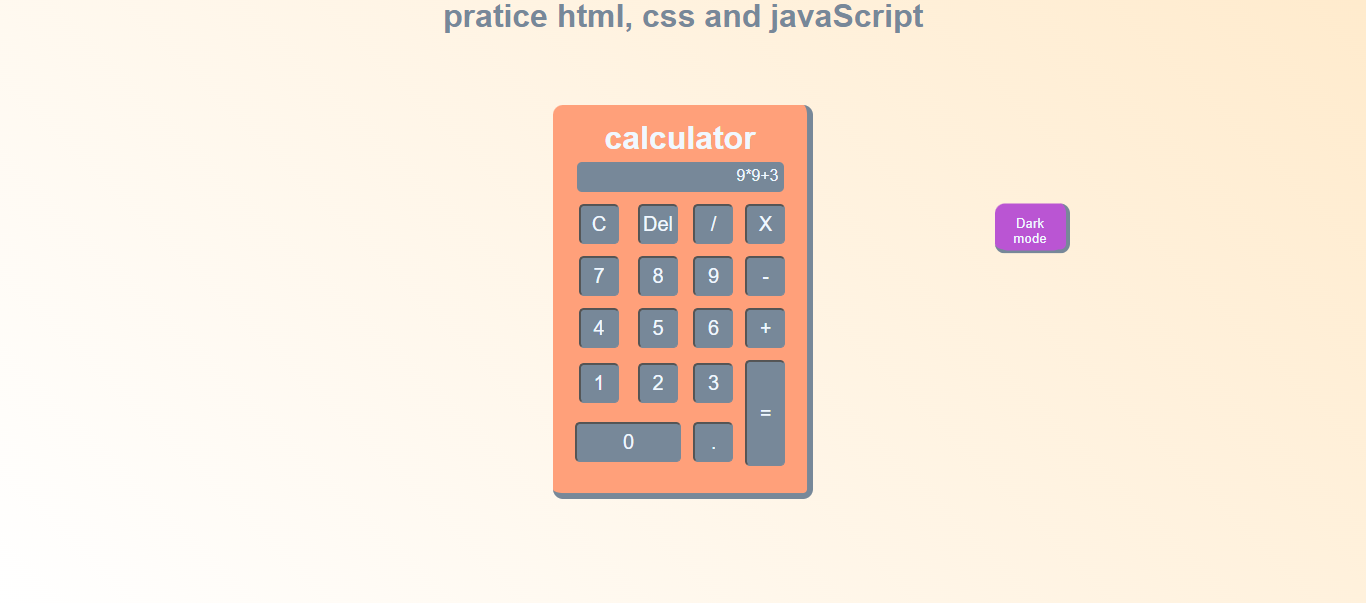 pratice html, css and javaScript
calculator
9*9+3
C Del / X
7 8 9 -
4 5 6 +
1 2 3
=
0 .
Dark
mode